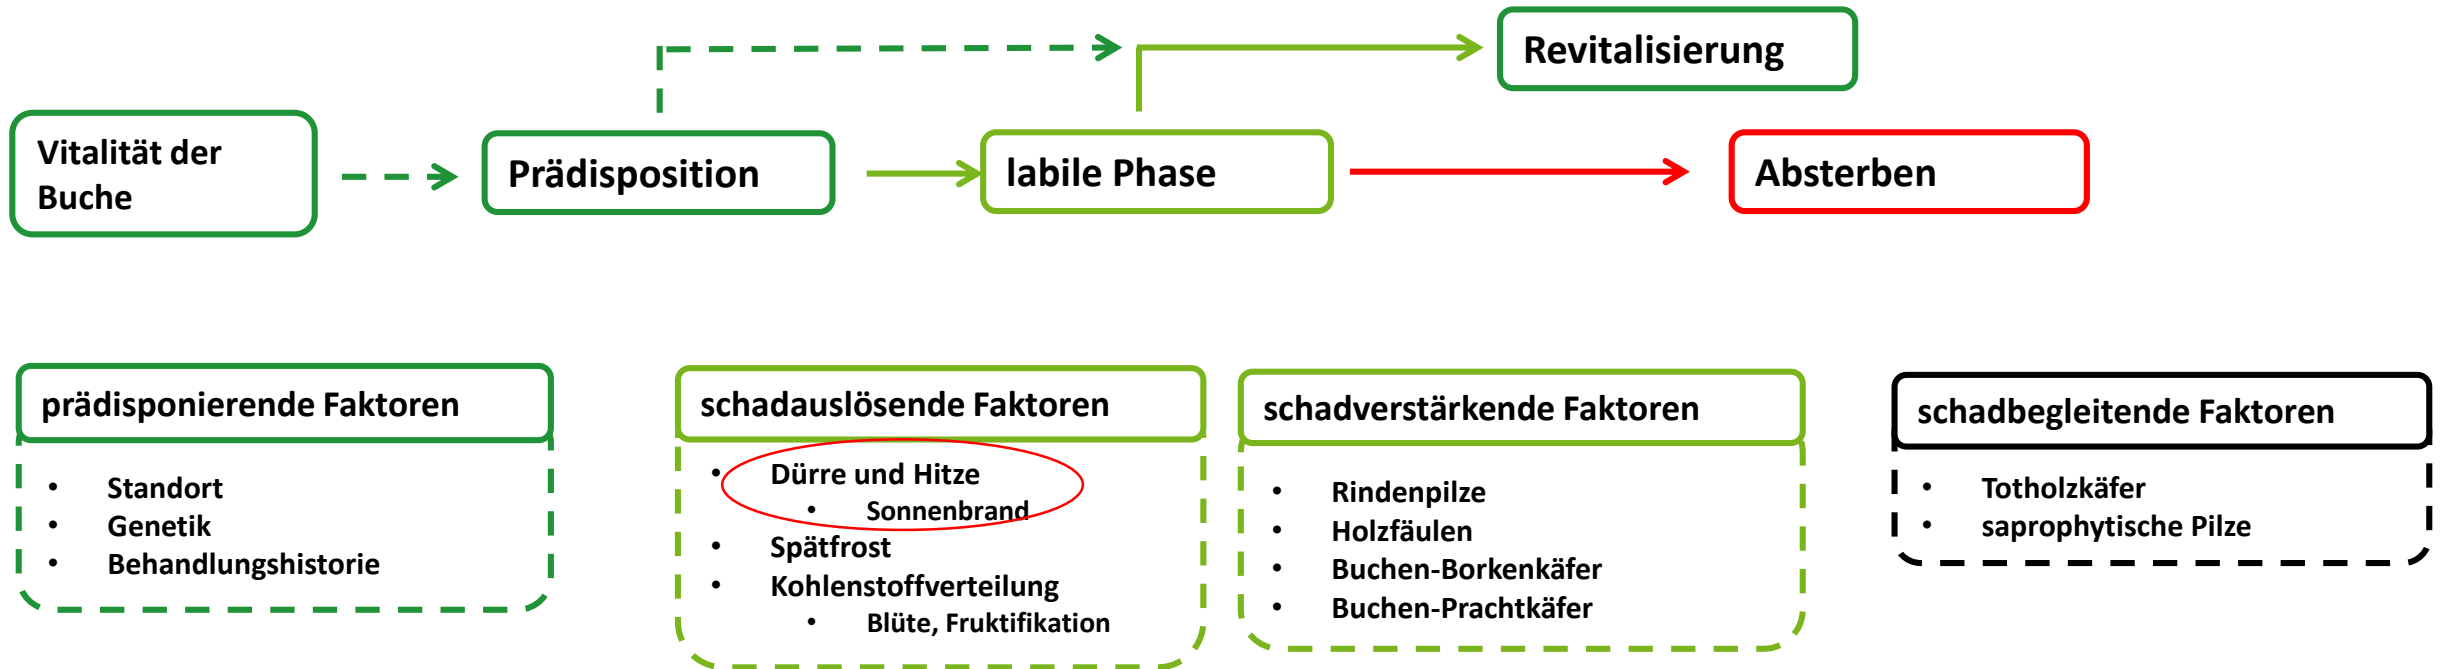 Revitalisierung
Vitalität der
Buche
Prädisposition
labile Phase
Absterben
prädisponierende Faktoren
• Standort
• Genetik
• Behandlungshistorie
schadauslösende Faktoren
• Dürre und Hitze
• Sonnenbrand
• Spätfrost
• Kohlenstoffverteilung
• Blüte, Fruktifikation
schadverstärkende Faktoren
• Rindenpilze
• Holzfäulen
• Buchen-Borkenkäfer
• Buchen-Prachtkäfer
schadbegleitende Faktoren
• Totholzkäfer
• saprophytische Pilze